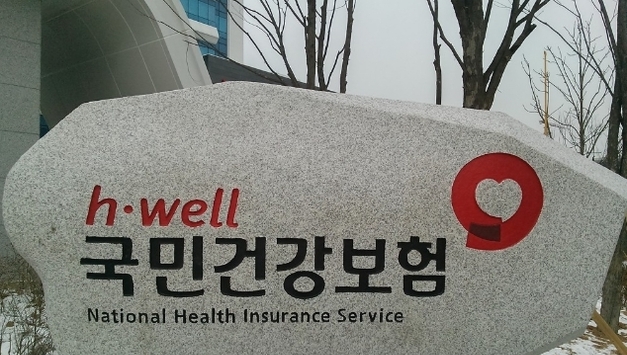 h·well
국민건강보험
National Health Insurance Service